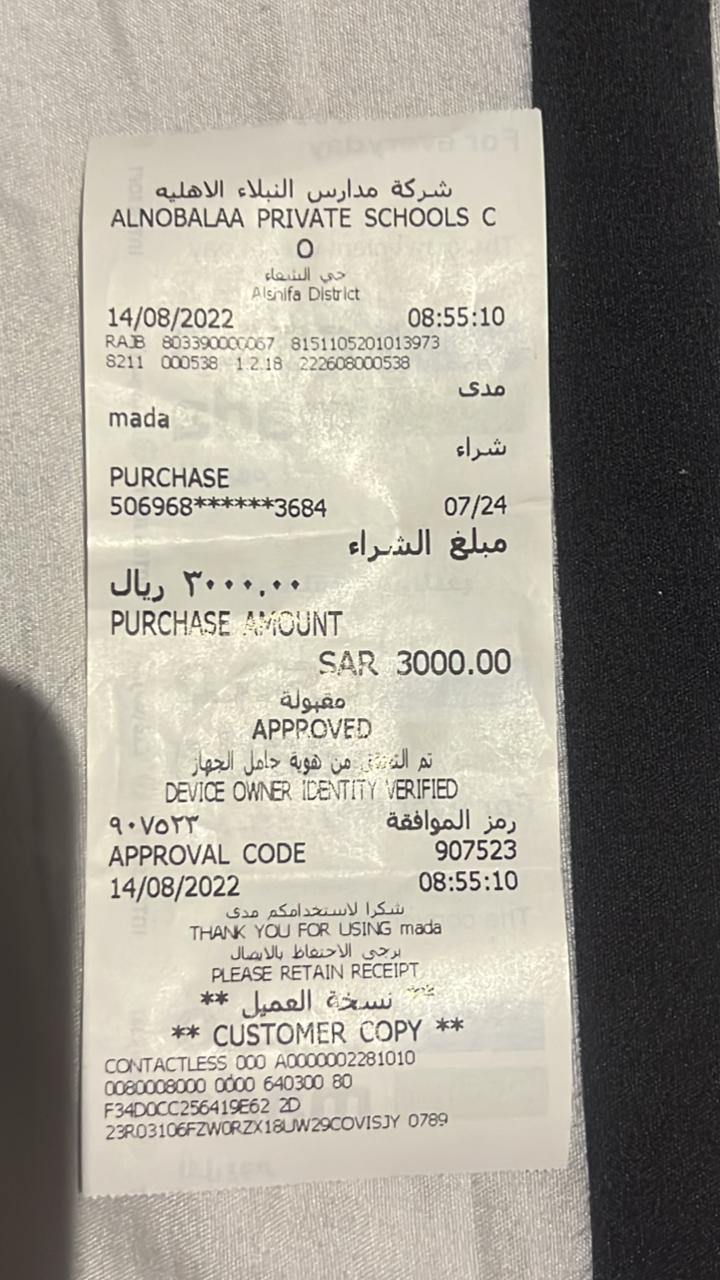 شركة مدارس النبلاء الاهليه
ALNOBALAA PRIVATE SCHOOLS C
O
حي الشفاء
Alshifa District
14/08/2022 08:55:10
RAJB 803390000067 8151105201013973
8211 000538 1.2.18 222608000538
مدى
mada
شراء
PURCHASE
506968******3684 07/24
مبلغ الشراء
٣٠٠٠,٠٠ ريال
PURCHASE AMOUNT
SAR 3000.00
مقبولة
APPROVED
تم التحقق من هوية حامل الجهاز
DEVICE OWNER IDENTITY VERIFIED
رمز الموافقة ٩٠٧٥٢٣
APPROVAL CODE 907523
14/08/2022 08:55:10
شكرا لاستخدامكم مدى
THANK YOU FOR USING mada
يرجى الاحتفاظ بالايصال
PLEASE RETAIN RECEIPT
** نسخة العميل **
** CUSTOMER COPY **
CONTACTLESS 000 A0000002281010
0080008000 0000 640300 80
F34D0CC256419E62 2D
23R03106FZW0RZX18UW29COVISJY 0789
For everyday